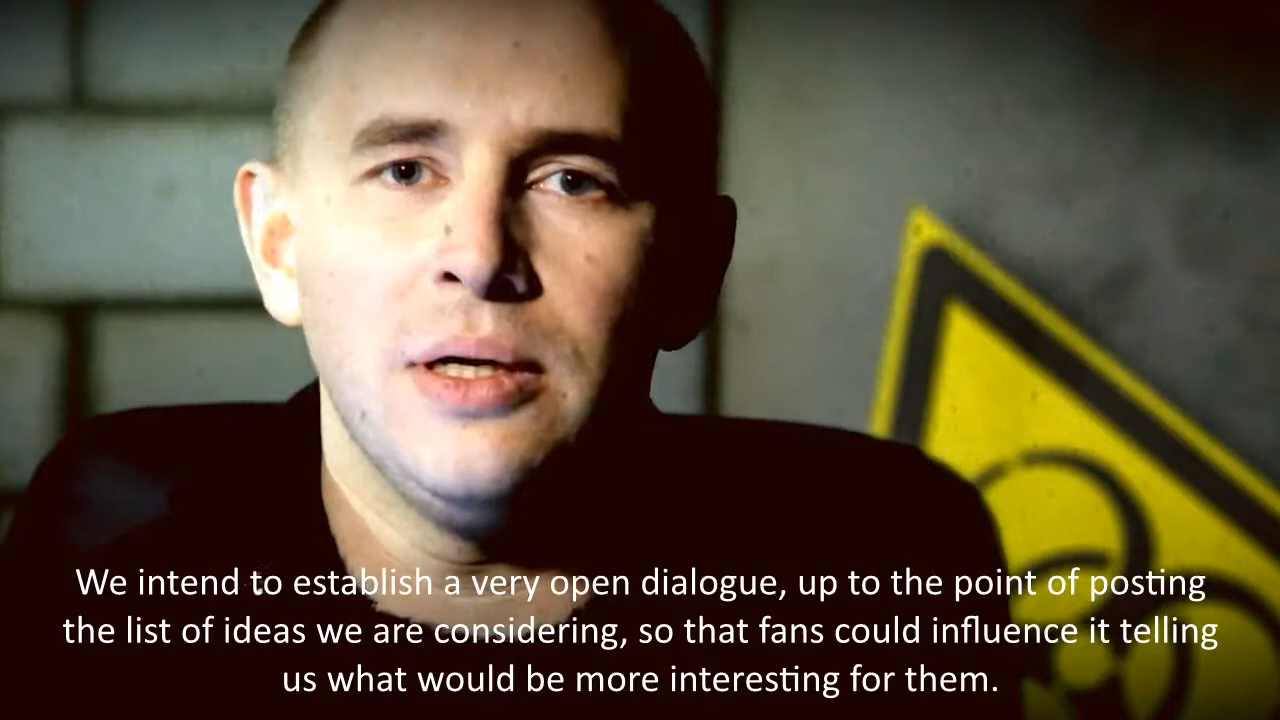 We intend to establish a very open dialogue, up to the point of posting
the list of ideas we are considering, so that fans could influence it telling
us what would be more interesting for them.